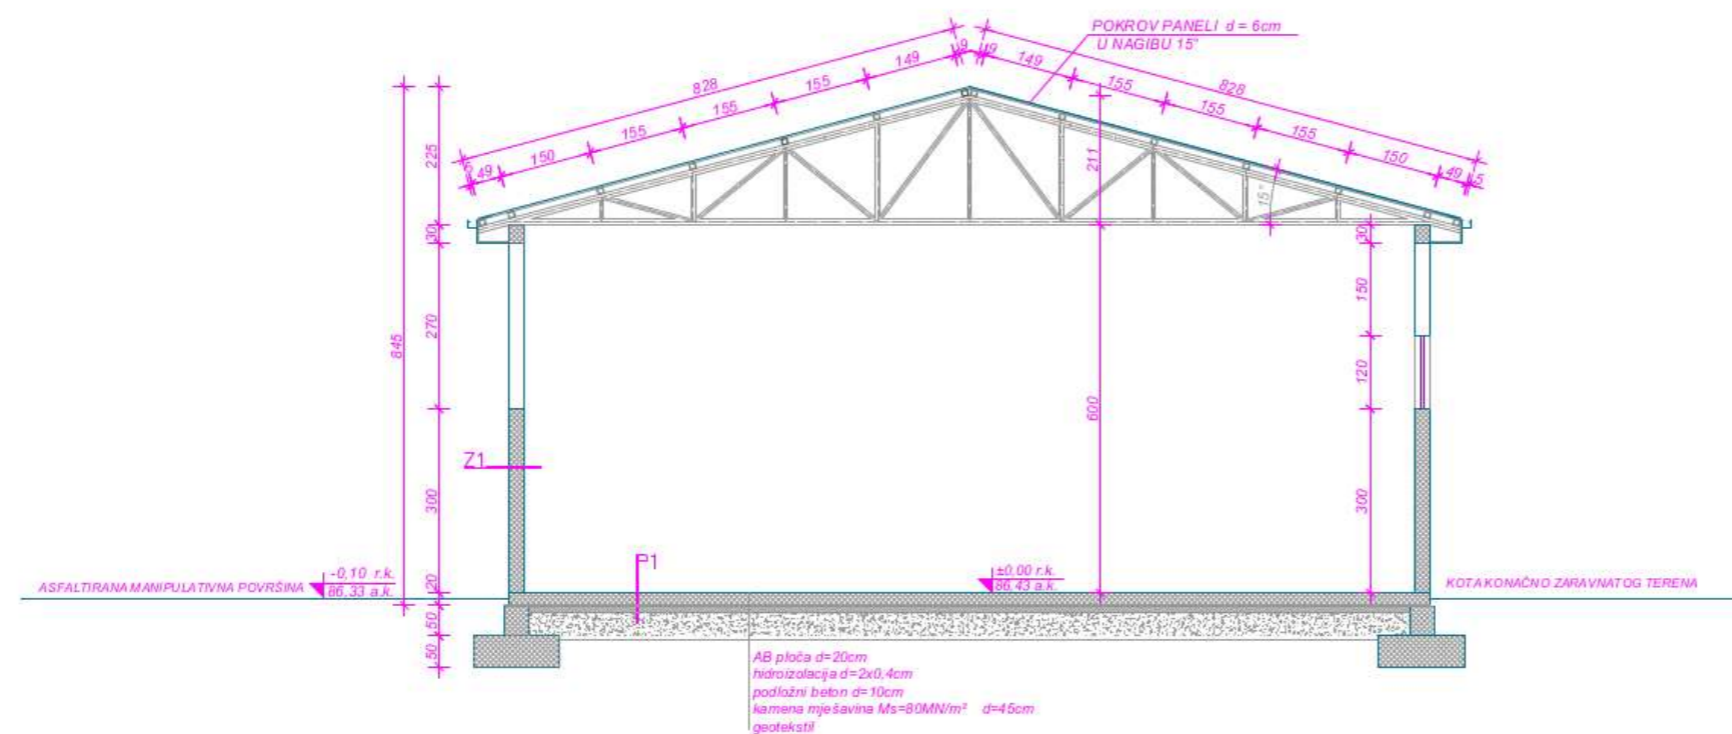 POKROV PANELI d = 6cm
U NAGIBU 15°
828
149
9
9
149
828
155
155
155
155
155
155
150
150
49
5
49
5
225
211
15°
30
30
845
270
150
120
600
Z1
300
300
P1
20
50
50
ASFALTIRANA MANIPULATIVNA POVRŠINA
-0,10 r.k.
86,33 a.k.
±0.00 r.k.
86,43 a.k.
KOTA KONAČNO ZARAVNATOG TERENA
AB ploča d=20cm
hidroizolacija d=2x0,4cm
podložni beton d=10cm
kamena mješavina Ms=80MN/m² d=45cm
geotekstil